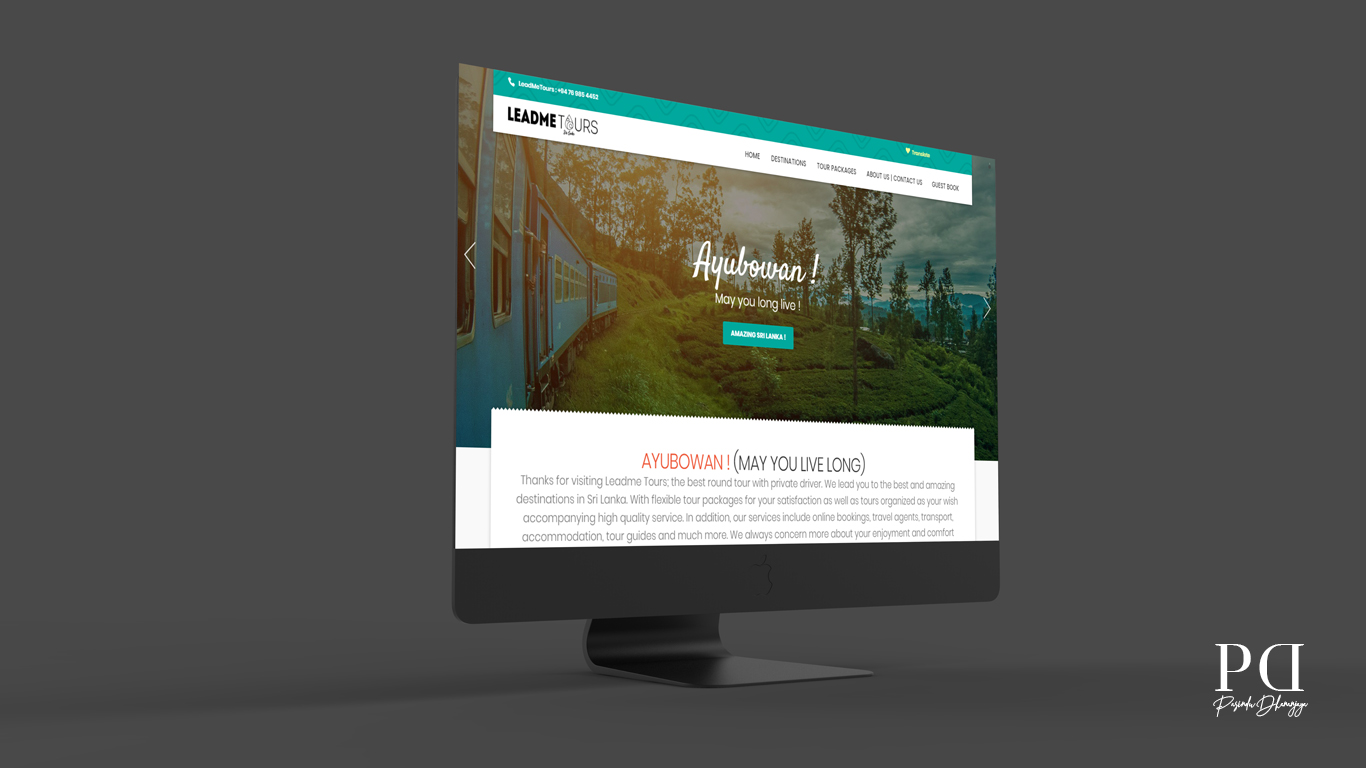 LeadMeTours : +94 76 985 4452
Translate
LEADME TOURS
HOME
DESTINATIONS
TOUR PACKAGES
ABOUT US | CONTACT US
GUEST BOOK
Ayubowan !
May you long live !
AMAZING SRI LANKA !
AYUBOWAN ! (MAY YOU LIVE LONG)
Thanks for visiting Leadme Tours; the best round tour with private driver. We lead you to the best and amazing
destinations in Sri Lanka. With flexible tour packages for your satisfaction as well as tours organized as your wish
accompanying high quality service. In addition, our services include online bookings, travel agents, transport,
accommodation, tour guides and much more. We always concern more about your enjoyment and comfort
PD